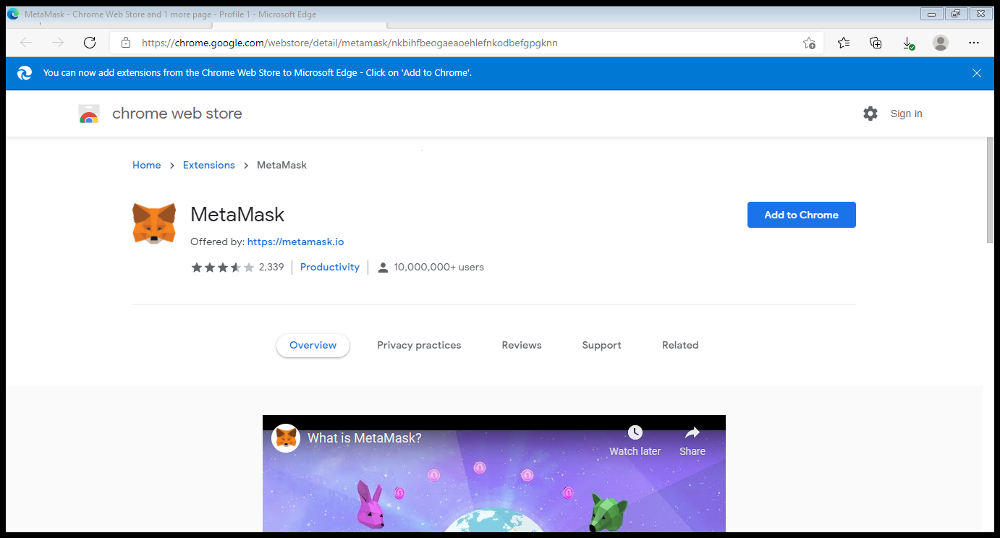 MetaMask - Chrome Web Store and 1 more page - Profile 1 - Microsoft Edge
https://chrome.google.com/webstore/detail/metamask/nkbihfbeogaeaoehlefnkodbefgpgknn
You can now add extensions from the Chrome Web Store to Microsoft Edge - Click on 'Add to Chrome'.
chrome web store
Sign in
Home > Extensions > MetaMask
MetaMask
Add to Chrome
Offered by: https://metamask.io
2,339 Productivity 10,000,000+ users
Overview Privacy practices Reviews Support Related
What is MetaMask?
Watch later Share